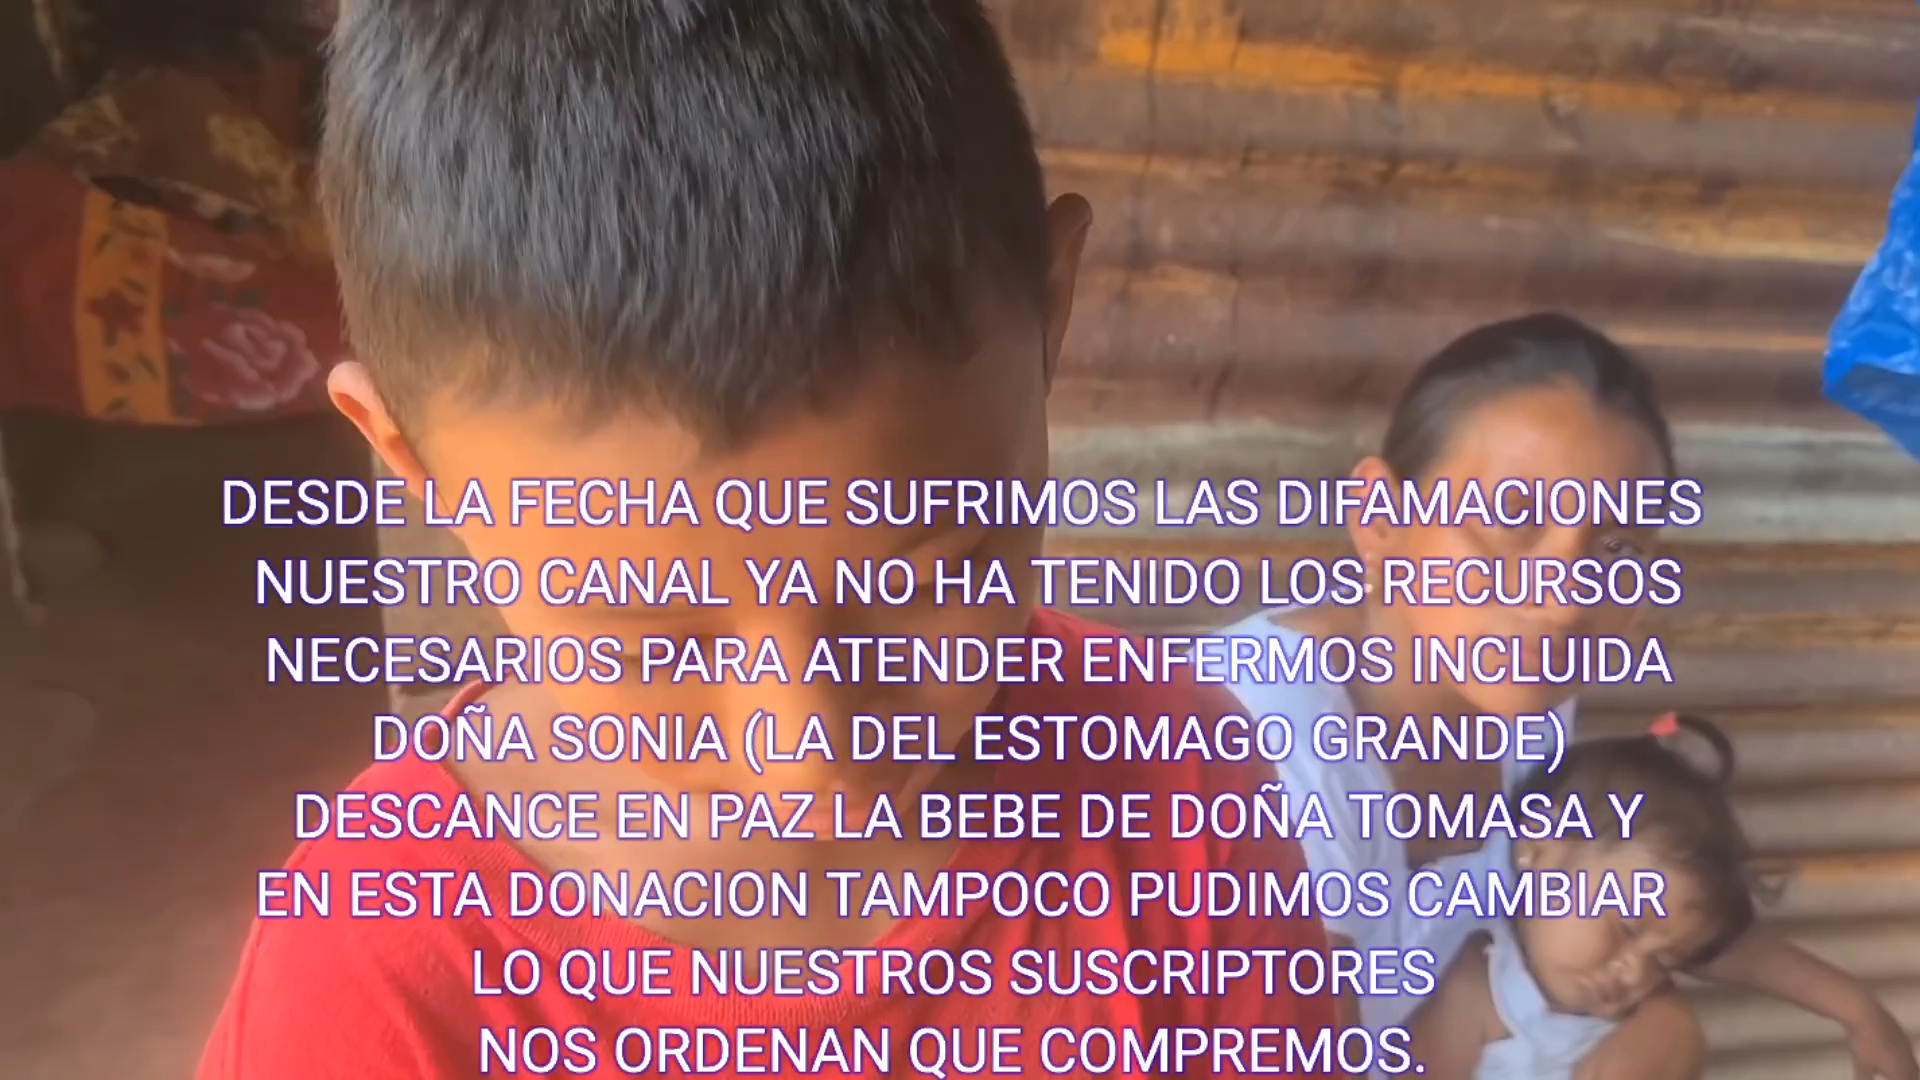 DESDE LA FECHA QUE SUFRIMOS LAS DIFAMACIONES
NUESTRO CANAL YA NO HA TENIDO LOS RECURSOS
NECESARIOS PARA ATENDER ENFERMOS INCLUIDA
DOÑA SONIA (LA DEL ESTOMAGO GRANDE)
DESCANCE EN PAZ LA BEBE DE DOÑA TOMASA Y
EN ESTA DONACION TAMPOCO PUDIMOS CAMBIAR
LO QUE NUESTROS SUSCRIPTORES
NOS ORDENAN QUE COMPREMOS.